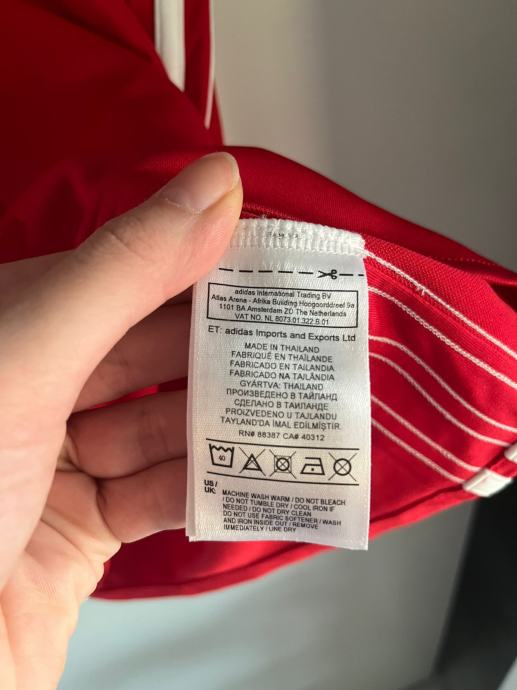 adidas International Trading BV
Atlas Arena - Afrika Building Hoogoorddreef 9a
1101 BA Amsterdam ZO The Netherlands
VAT NO. NL 8073.01.322.B.01
ET: adidas Imports and Exports Ltd
MADE IN THAILAND
FABRIQUÉ EN THAÏLANDE
FABRICADO EN TAILANDIA
FABRICADO NA TAILÂNDIA
GYÁRTVA: THAILAND
ПРОИЗВЕДЕНО В ТАЙЛАНД
СДЕЛАНО В ТАИЛАНДЕ
PROIZVEDENO U TAJLANDU
TAYLAND'DA İMAL EDİLMİŞTİR.
RN# 88387 CA# 40312
40
US /
UK:
MACHINE WASH WARM / DO NOT BLEACH
/ DO NOT TUMBLE DRY / COOL IRON IF
NEEDED / DO NOT DRY CLEAN
DO NOT USE FABRIC SOFTENER / WASH
AND IRON INSIDE OUT / REMOVE
IMMEDIATELY / LINE DRY